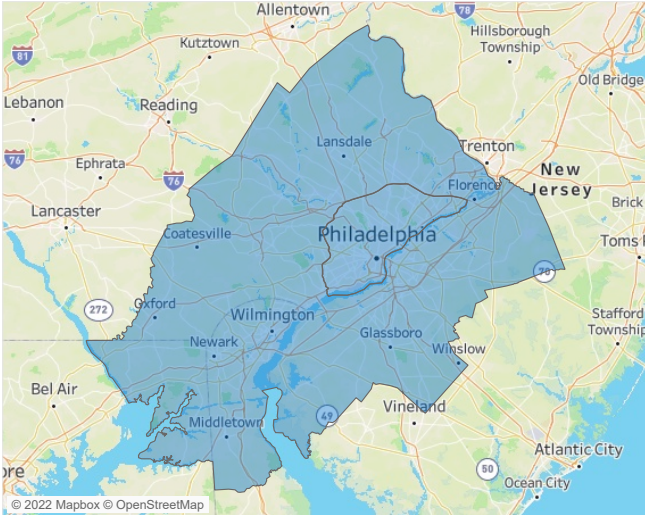 Allentown
78
Hillsborough
Township
Kutztown
81
Old Bridge
Lebanon
Reading
Lansdale
Trenton
76
Ephrata
76
New
Jersey
Florence
Brick
Lancaster
Coatesville
Philadelphia
Toms
70
272
Oxford
Wilmington
Stafford
Township
Newark
Glassboro
Winslow
Bel Air
Middletown
49
Vineland
Atlantic City
ore
50
Ocean City
© 2022 Mapbox © OpenStreetMap